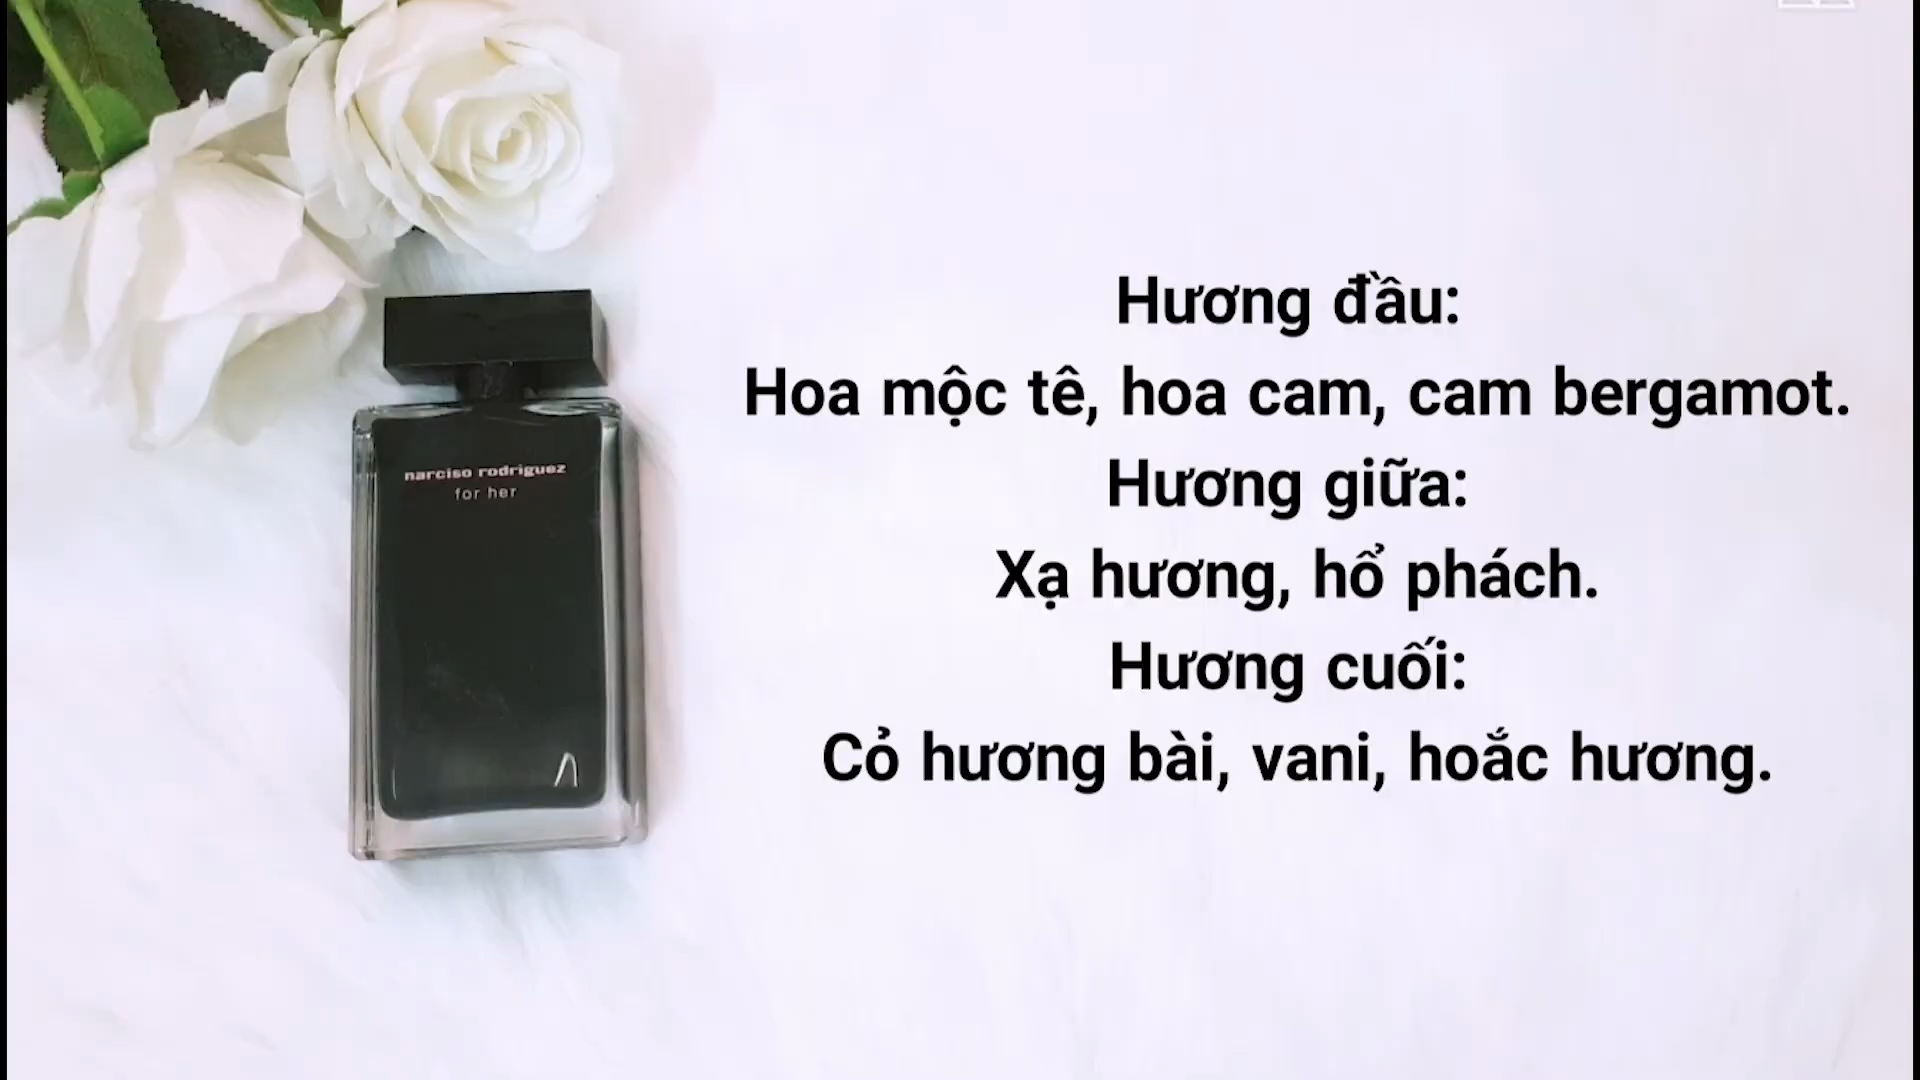 narciso rodriguez
for her
Hương đầu:
Hoa mộc tê, hoa cam, cam bergamot.
Hương giữa:
Xạ hương, hổ phách.
Hương cuối:
Cỏ hương bài, vani, hoắc hương.